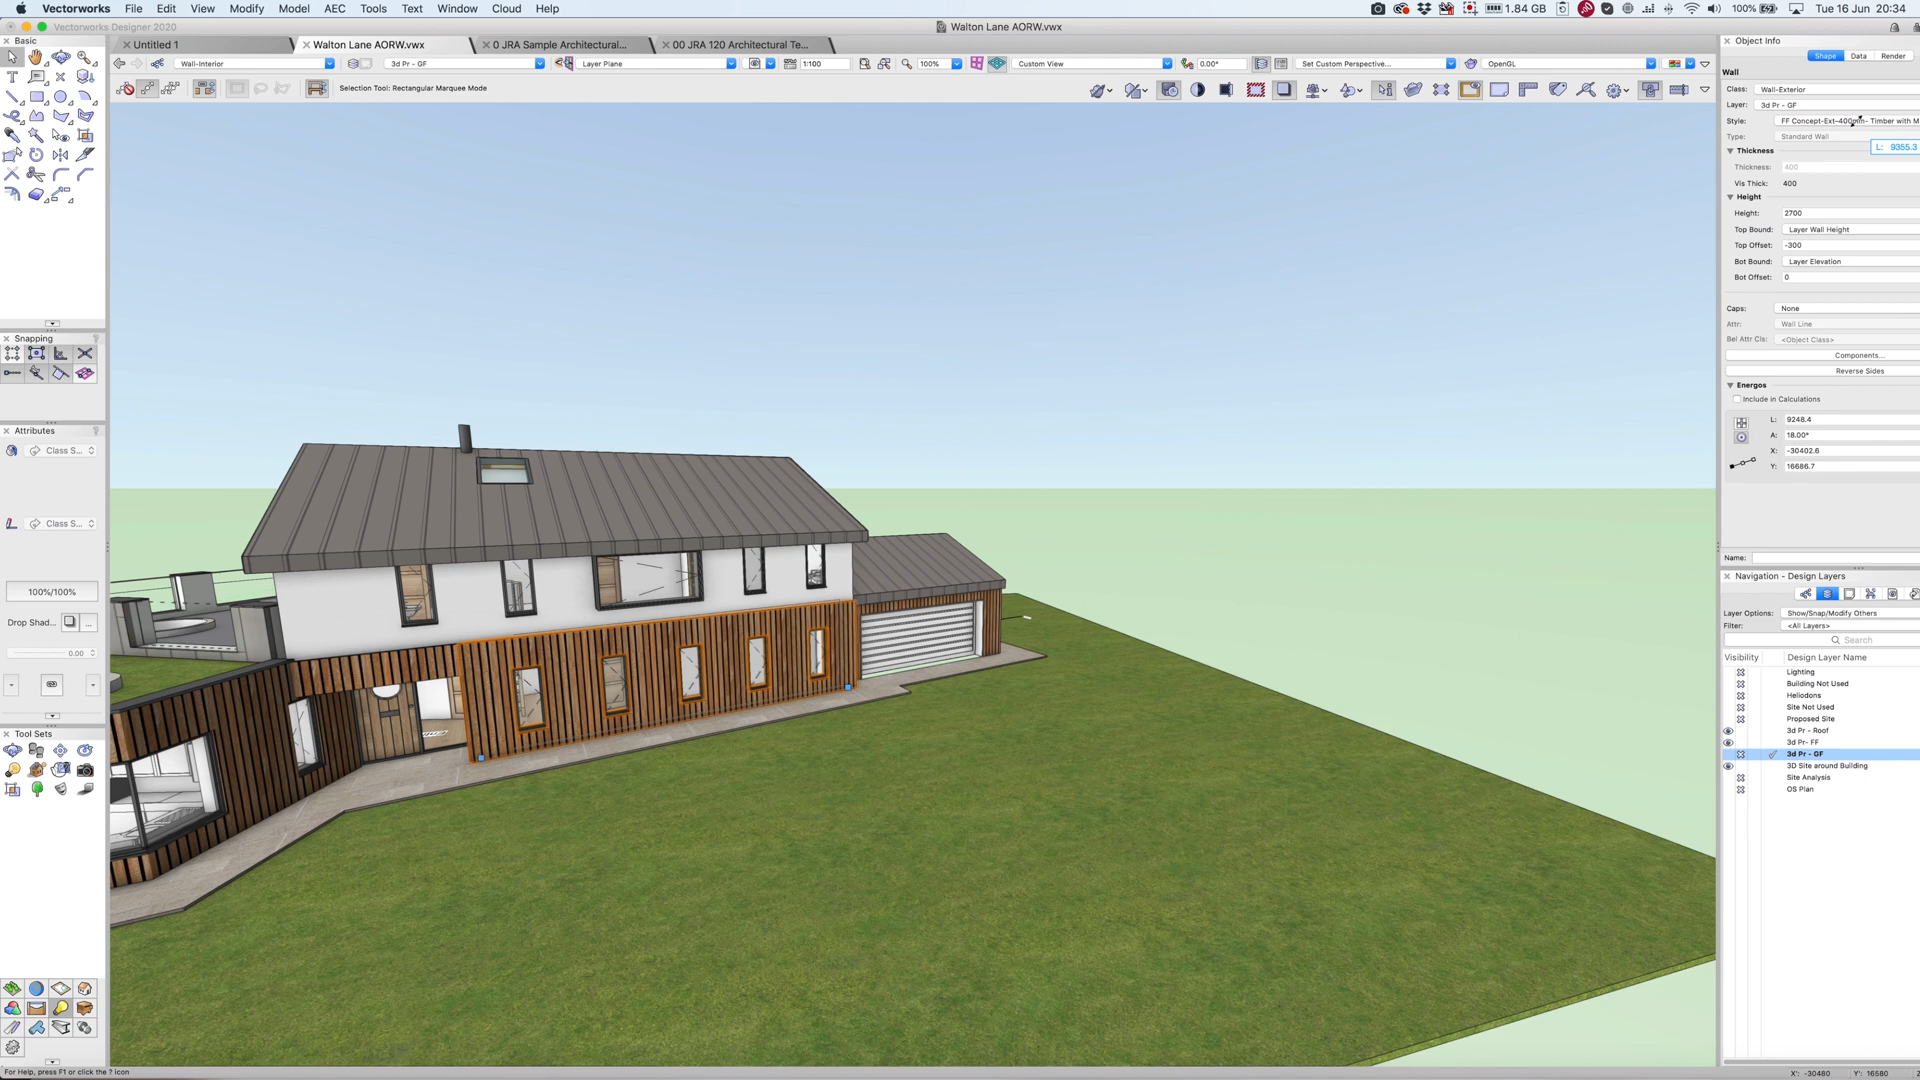 Vectorworks File Edit View Modify Model AEC Tools Text Window Cloud Help 1.84 GB 100% Tue 16 Jun 20:34
Vectorworks Designer 2020 Walton Lane AORW.vwx
Basic
Untitled 1 Walton Lane AORW.vwx 0 JRA Sample Architectural... 00 JRA 120 Architectural Te...
Wall-Interior 3d Pr - GF Layer Plane 1:100 100% Custom View 0.00° Set Custom Perspective... OpenGL
Selection Tool: Rectangular Marquee Mode
Object Info
Shape Data Render
Wall
Class: Wall-Exterior
Layer: 3d Pr - GF
Style: FF Concept-Ext-400mm- Timber with M
Type: Standard Wall
L: 9355.3
Thickness
Thickness: 400
Vis Thick: 400
Height
Height: 2700
Top Bound: Layer Wall Height
Top Offset: -300
Bot Bound: Layer Elevation
Bot Offset: 0
Caps: None
Attr: Wall Line
Bel Attr Cls: <Object Class>
Components...
Reverse Sides
Energos
Include in Calculations
L: 9248.4
A: 18.00°
X: -30402.6
Y: 16686.7
Name:
Snapping
Attributes
Class S...
Class S...
100%/100%
Drop Shad... ...
0.00
Tool Sets
Navigation - Design Layers
Layer Options: Show/Snap/Modify Others
Filter: <All Layers>
Search
Visibility Design Layer Name
Lighting
Building Not Used
Heliodons
Site Not Used
Proposed Site
3d Pr - Roof
3d Pr- FF
3d Pr - GF
3D Site around Building
Site Analysis
OS Plan
For Help, press F1 or click the ? icon
X': -30480 Y': 16580